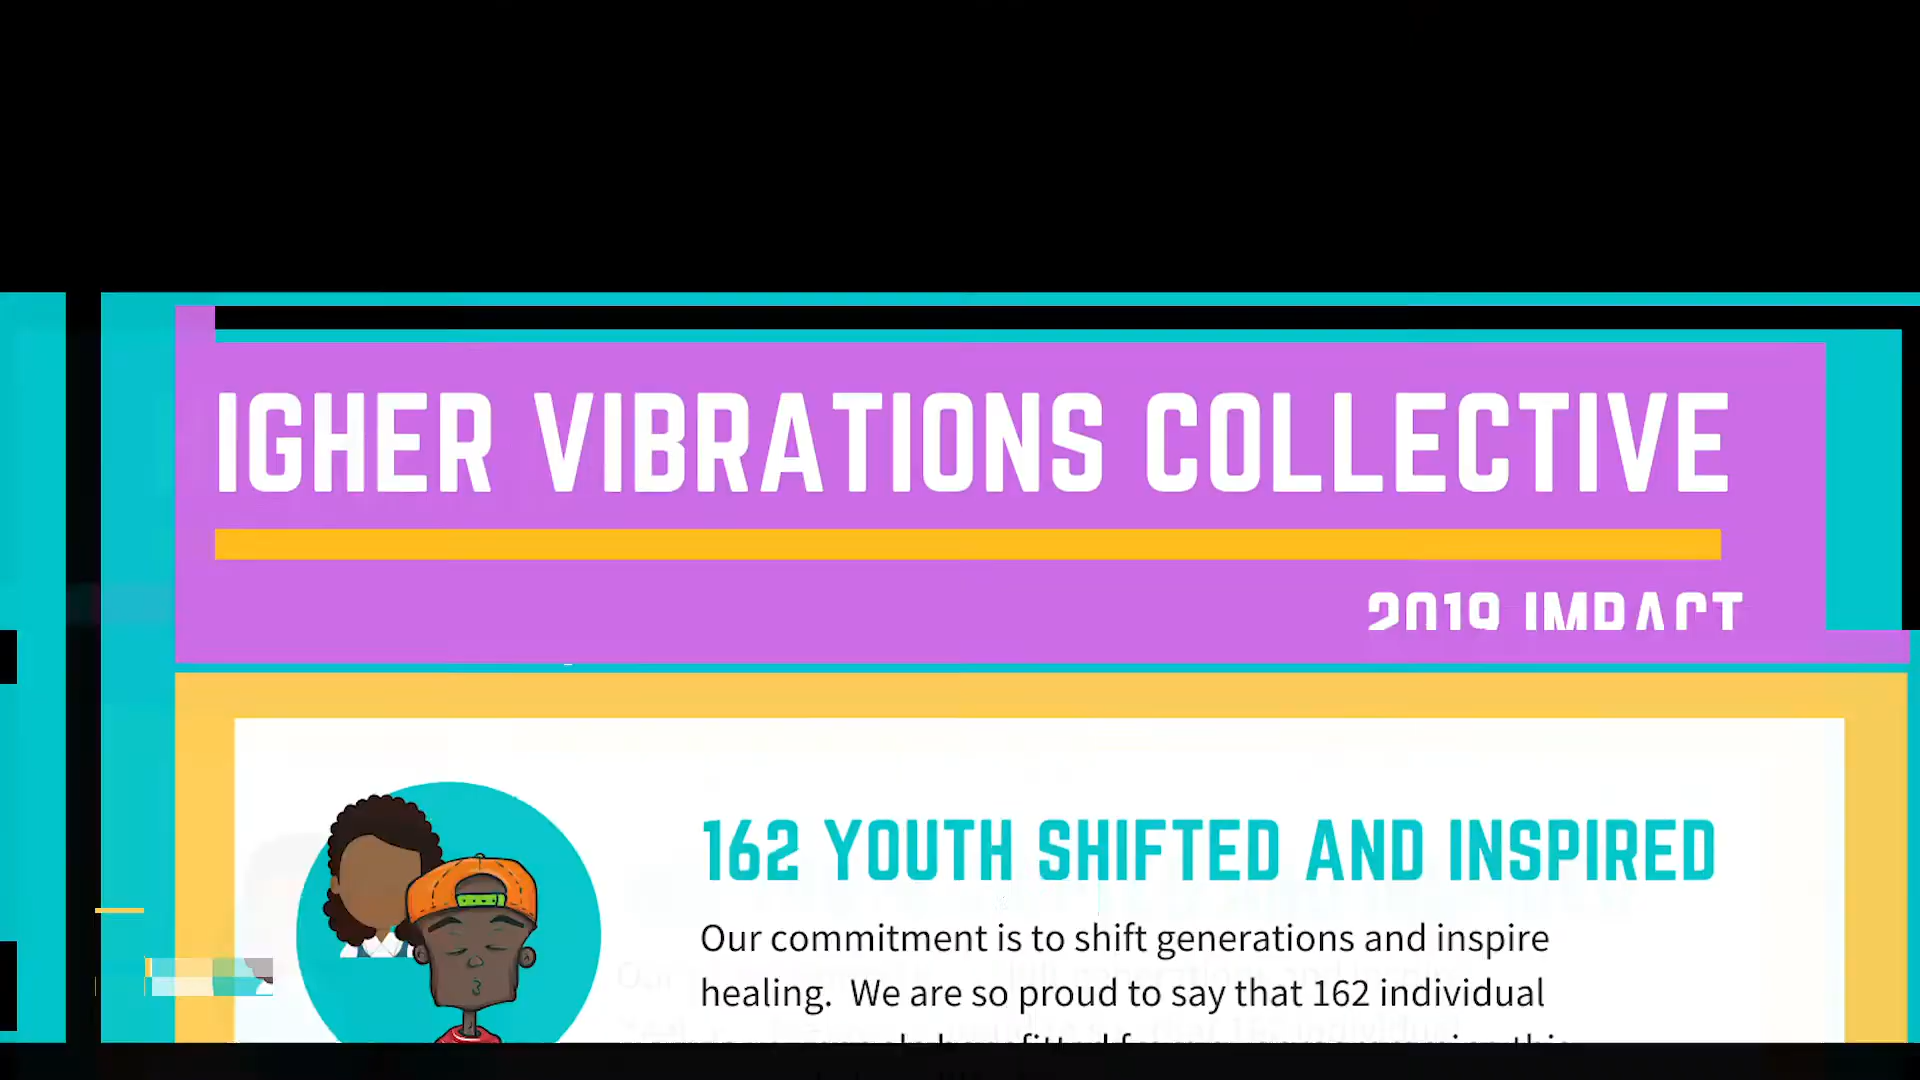 IGHER VIBRATIONS COLLECTIVE
2019 IMPACT
162 YOUTH SHIFTED AND INSPIRED
Our commitment is to shift generations and inspire
healing. We are so proud to say that 162 individual